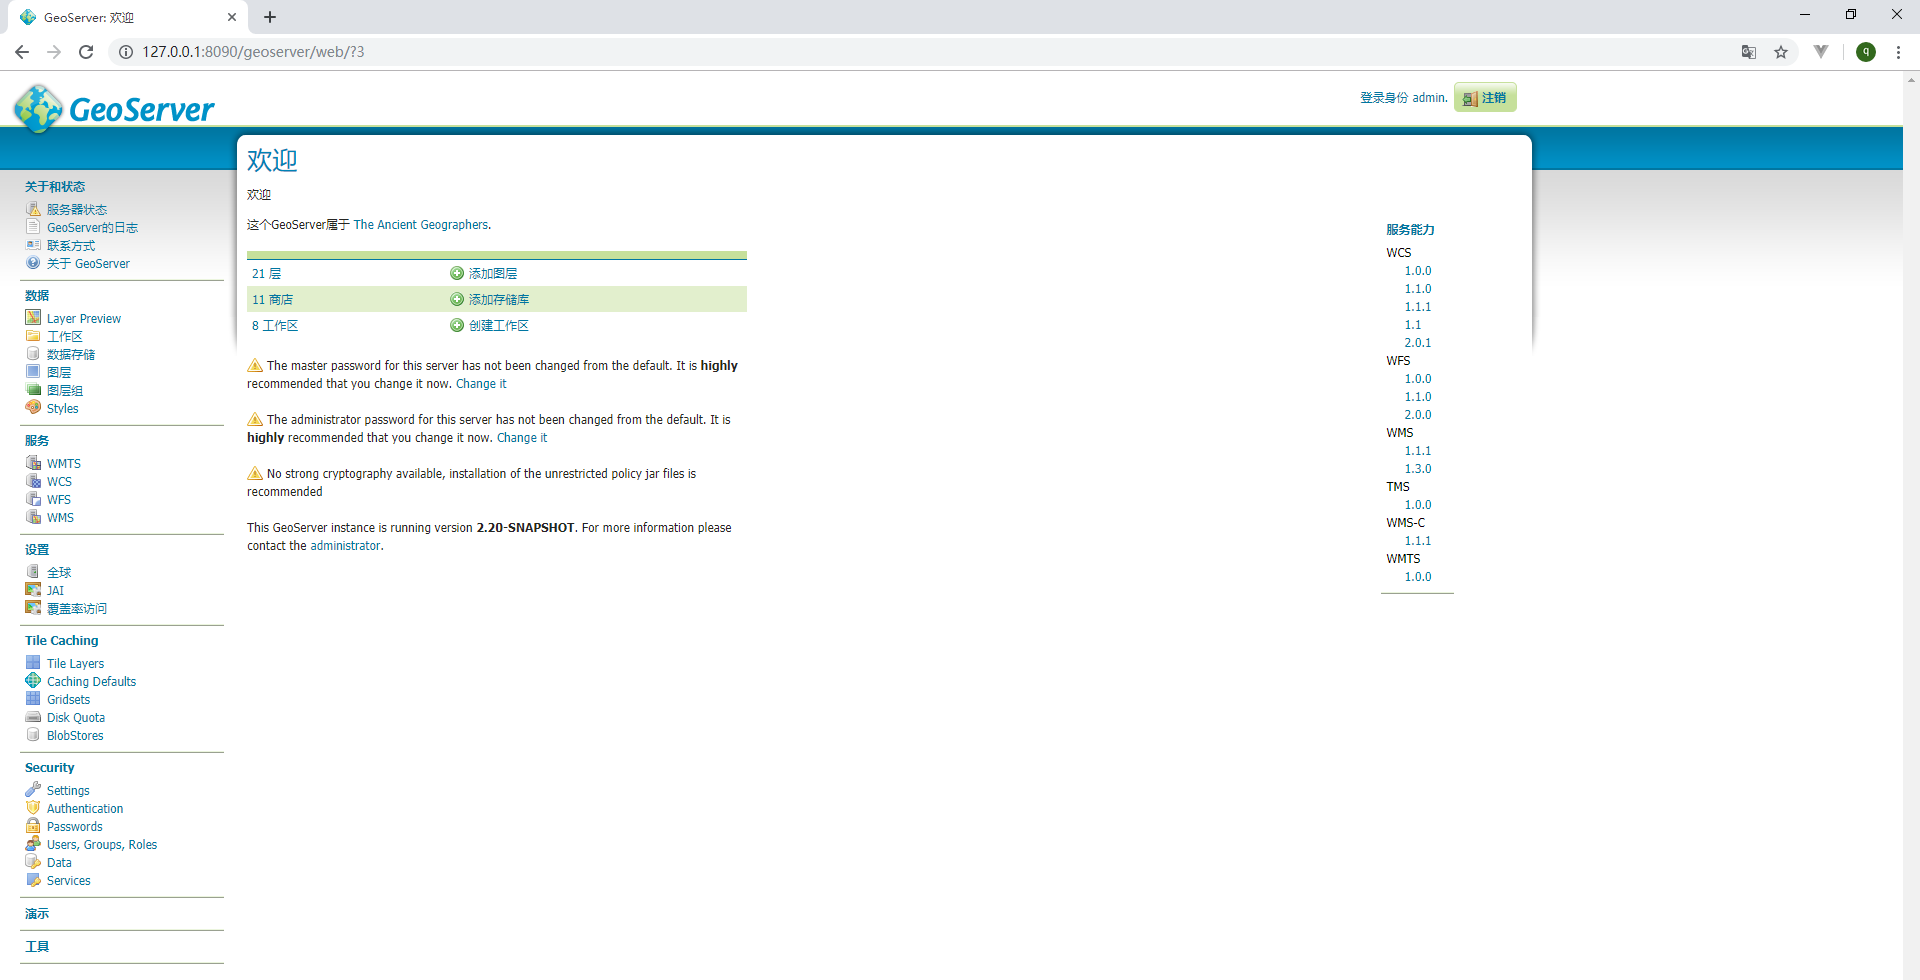 GeoServer: 欢迎
127.0.0.1:8090/geoserver/web/?3
q
GeoServer
登录身份 admin.
注销
关于和状态
服务器状态
GeoServer的日志
联系方式
关于 GeoServer
数据
Layer Preview
工作区
数据存储
图层
图层组
Styles
服务
WMTS
WCS
WFS
WMS
设置
全球
JAI
覆盖率访问
Tile Caching
Tile Layers
Caching Defaults
Gridsets
Disk Quota
BlobStores
Security
Settings
Authentication
Passwords
Users, Groups, Roles
Data
Services
演示
工具
欢迎
欢迎
这个GeoServer属于 The Ancient Geographers.
21 层 添加图层
11 商店 添加存储库
8 工作区 创建工作区
The master password for this server has not been changed from the default. It is highly
recommended that you change it now. Change it
The administrator password for this server has not been changed from the default. It is
highly recommended that you change it now. Change it
No strong cryptography available, installation of the unrestricted policy jar files is
recommended
This GeoServer instance is running version 2.20-SNAPSHOT. For more information please
contact the administrator.
服务能力
WCS
1.0.0
1.1.0
1.1.1
1.1
2.0.1
WFS
1.0.0
1.1.0
2.0.0
WMS
1.1.1
1.3.0
TMS
1.0.0
WMS-C
1.1.1
WMTS
1.0.0